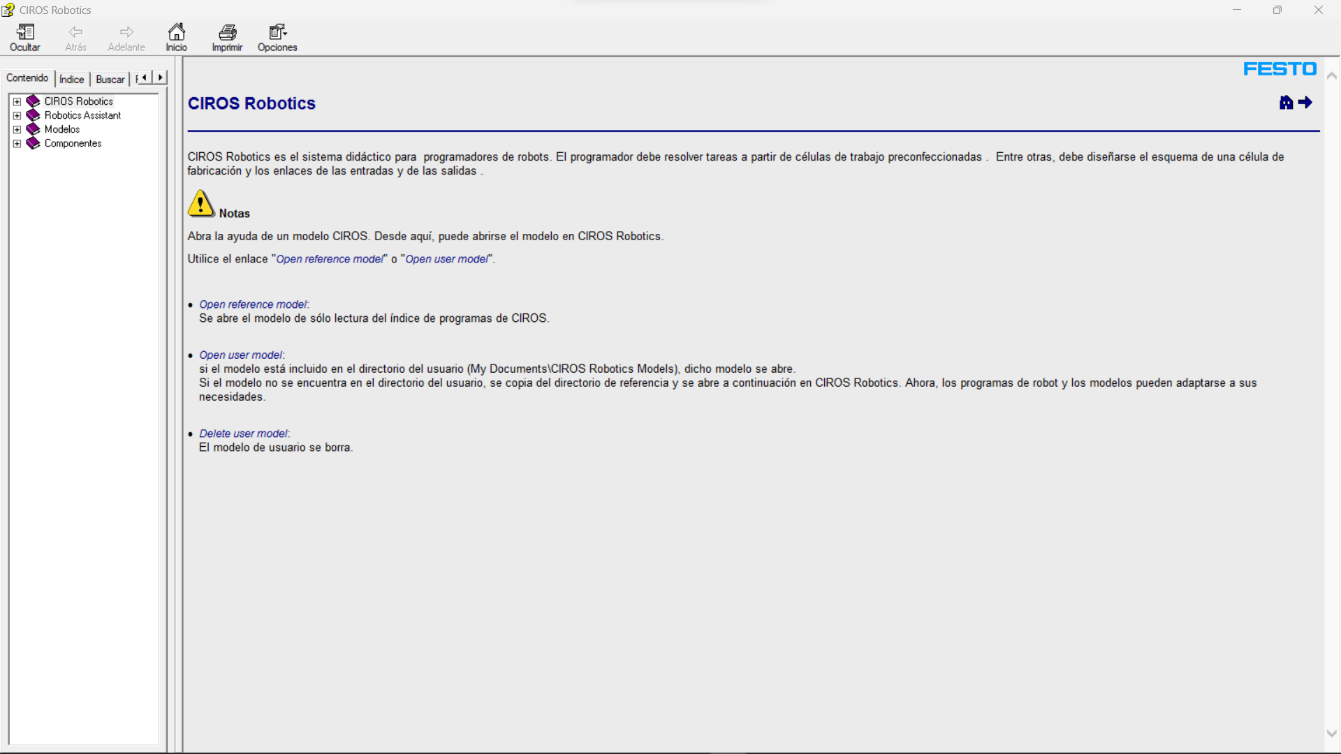 CIROS Robotics
Ocultar Atrás Adelante Inicio Imprimir Opciones
Contenido Índice Buscar
CIROS Robotics
Robotics Assistant
Modelos
Componentes
FESTO
CIROS Robotics
CIROS Robotics es el sistema didáctico para programadores de robots. El programador debe resolver tareas a partir de células de trabajo preconfeccionadas . Entre otras, debe diseñarse el esquema de una célula de
fabricación y los enlaces de las entradas y de las salidas .
Notas
Abra la ayuda de un modelo CIROS. Desde aquí, puede abrirse el modelo en CIROS Robotics.
Utilice el enlace "Open reference model" o "Open user model".
• Open reference model:
Se abre el modelo de sólo lectura del índice de programas de CIROS.
• Open user model:
si el modelo está incluido en el directorio del usuario (My Documents\CIROS Robotics Models), dicho modelo se abre.
Si el modelo no se encuentra en el directorio del usuario, se copia del directorio de referencia y se abre a continuación en CIROS Robotics. Ahora, los programas de robot y los modelos pueden adaptarse a sus
necesidades.
• Delete user model:
El modelo de usuario se borra.